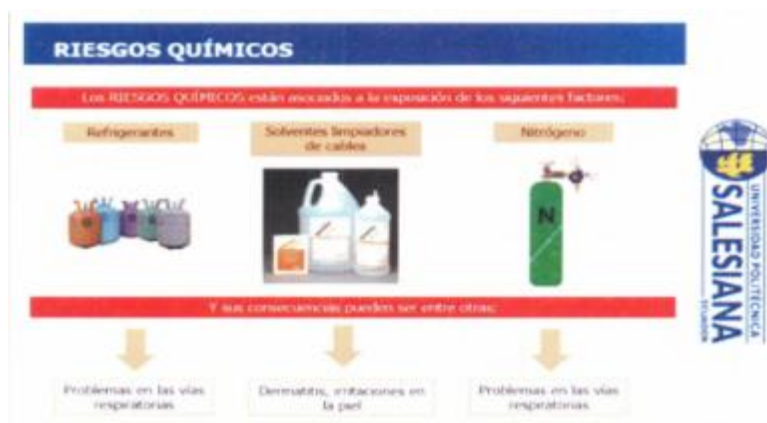 RIESGOS QUÍMICOS
Los RIESGOS QUÍMICOS están asociados a la exposición de los siguientes factores:
Refrigerantes
Solventes limpiadores
de cables
Nitrógeno
N
Y sus consecuencias pueden ser entre otras:
Problemas en las vías
respiratorias
Dermatitis, irritaciones en
la piel
Problemas en las vías
respiratorias
UNIVERSIDAD POLITÉCNICA
SALESIANA
ECUADOR